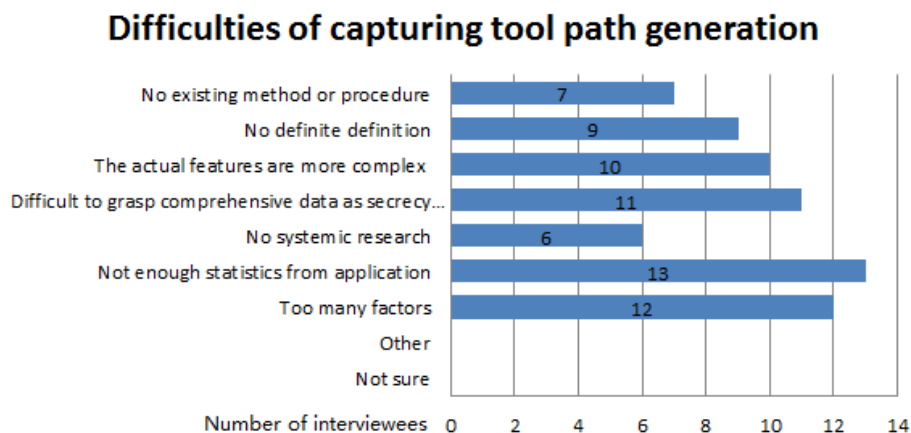 Difficulties of capturing tool path generation
No existing method or procedure 7
No definite definition 9
The actual features are more complex 10
Difficult to grasp comprehensive data as secrecy... 11
No systemic research 6
Not enough statistics from application 13
Too many factors 12
Other
Not sure
Number of interviewees 0 2 4 6 8 10 12 14